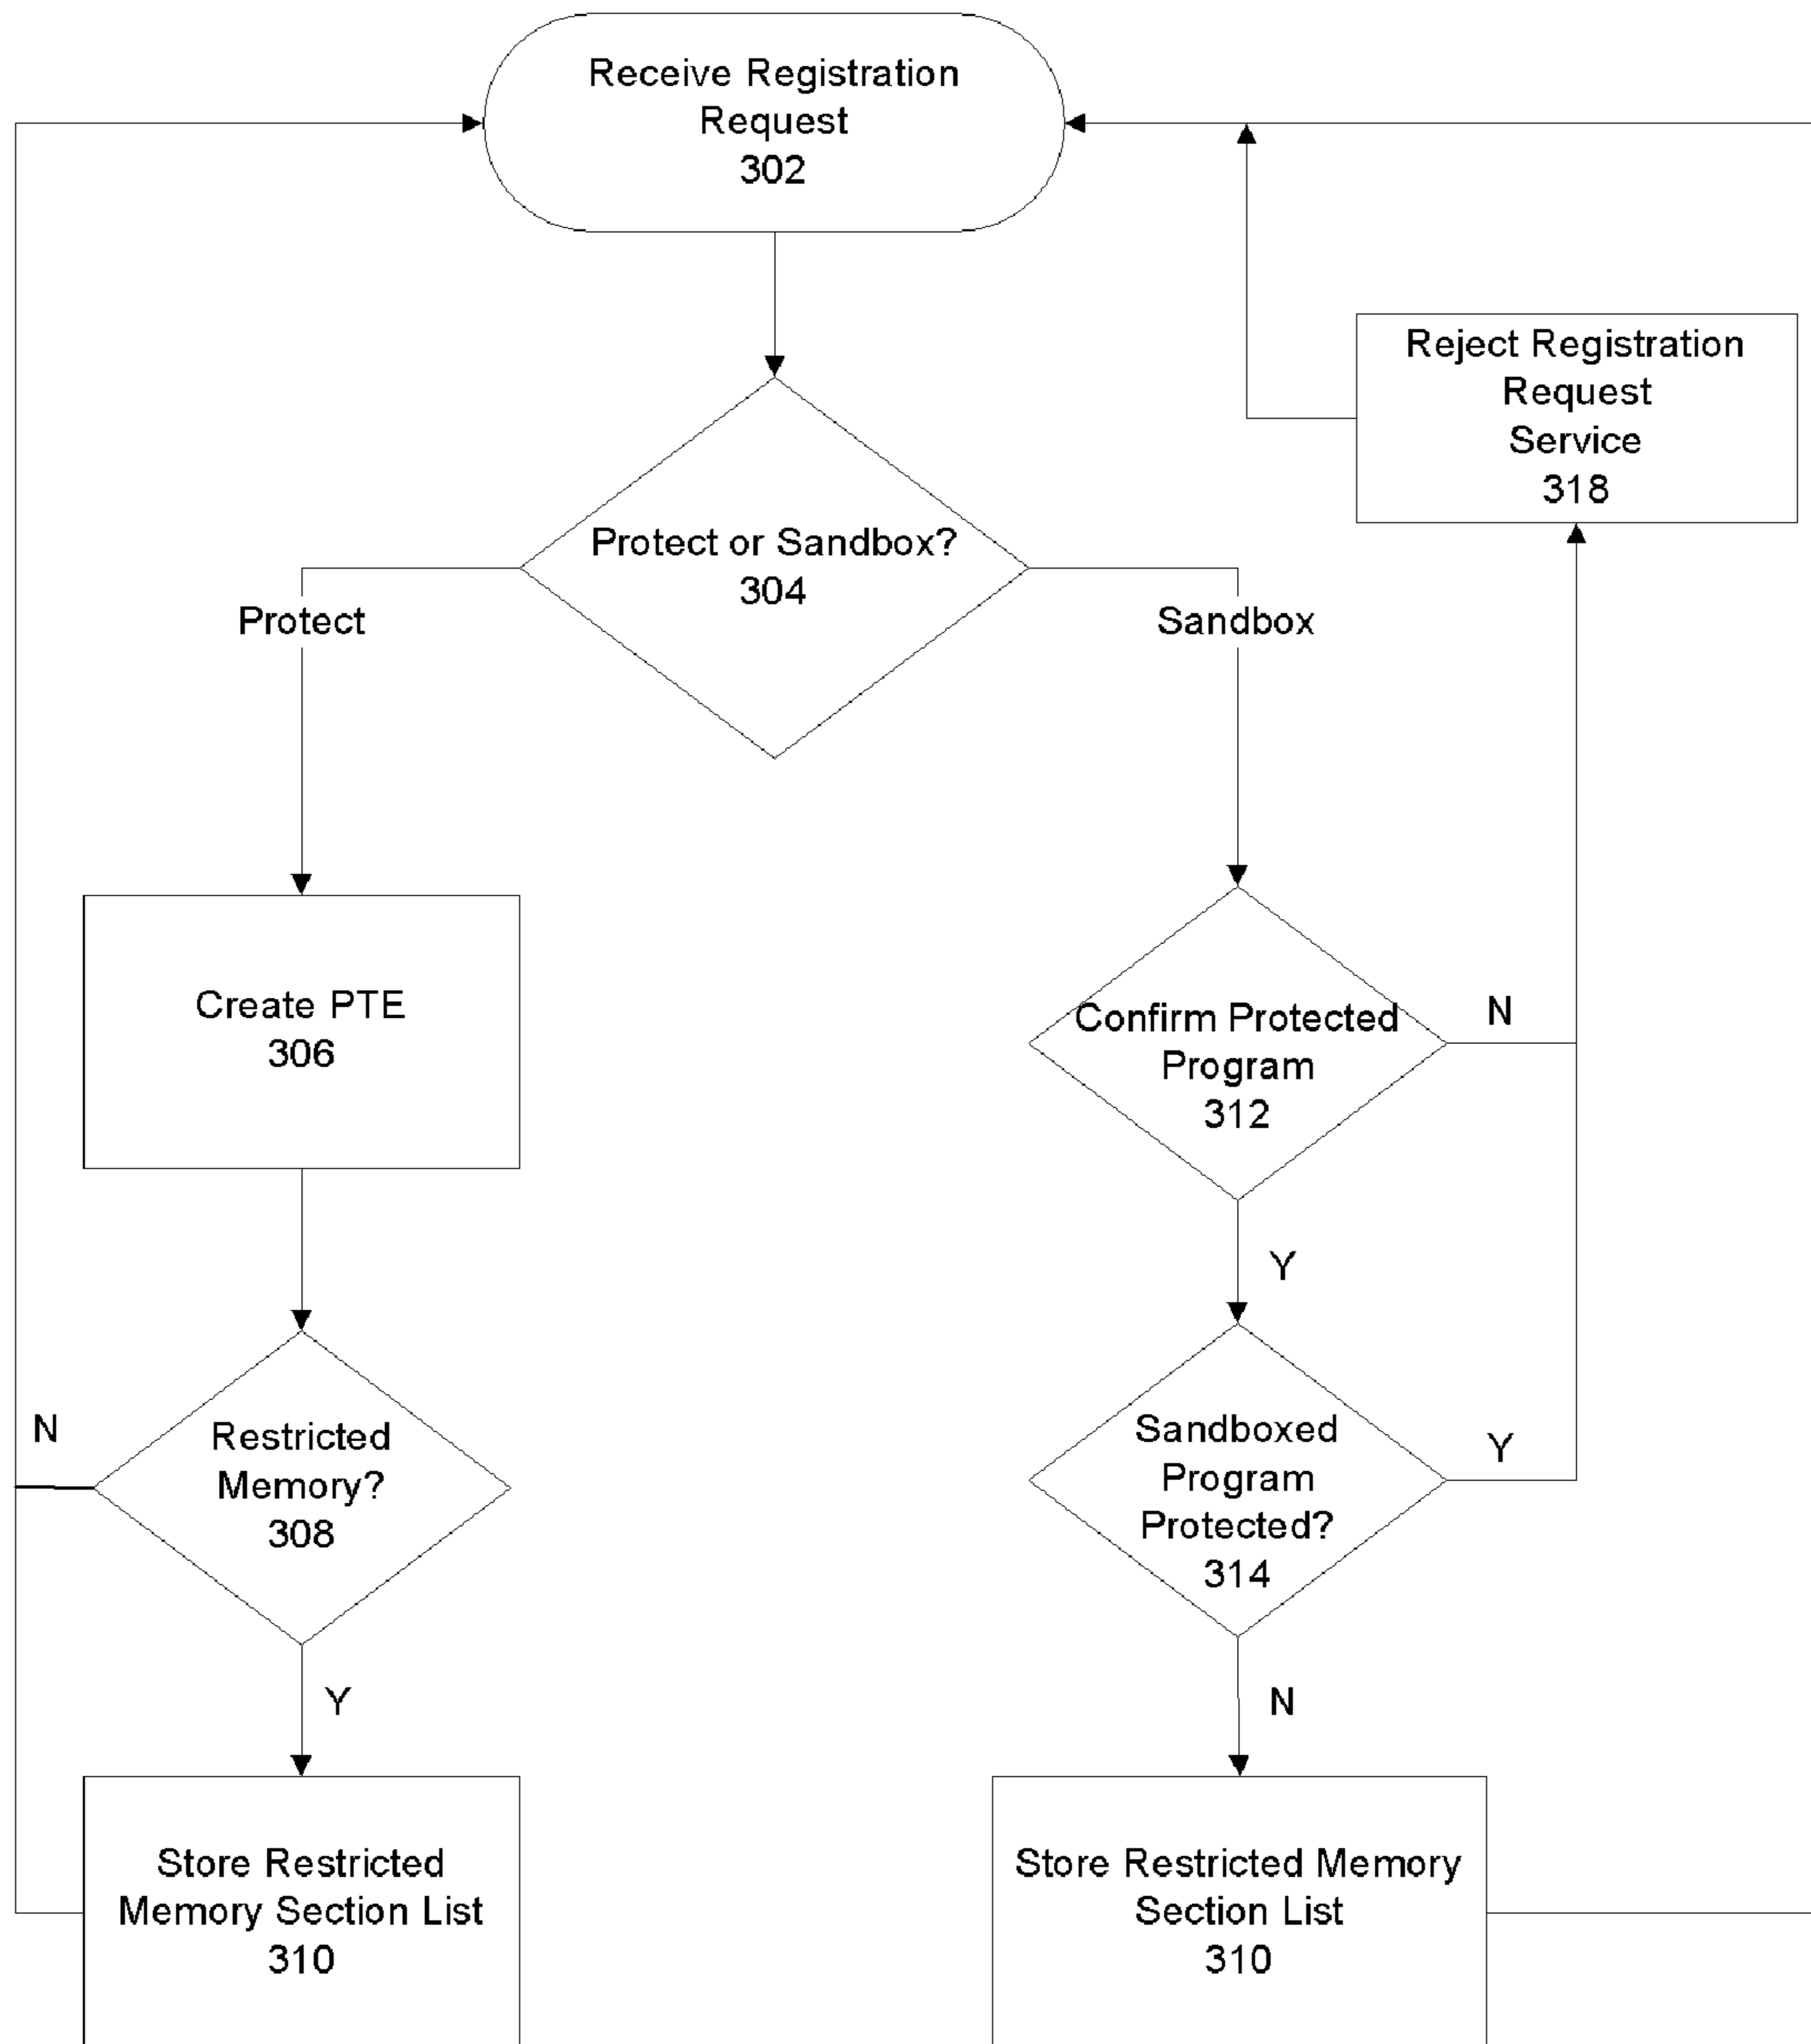 Receive Registration
Request
302
Reject Registration
Request
Service
318
Protect or Sandbox?
304
Protect
Sandbox
Create PTE
306
Confirm Protected
Program
312
N
Y
Restricted
Memory?
308
N
Sandboxed
Program
Protected?
314
Y
Y
N
Store Restricted
Memory Section List
310
Store Restricted Memory
Section List
310